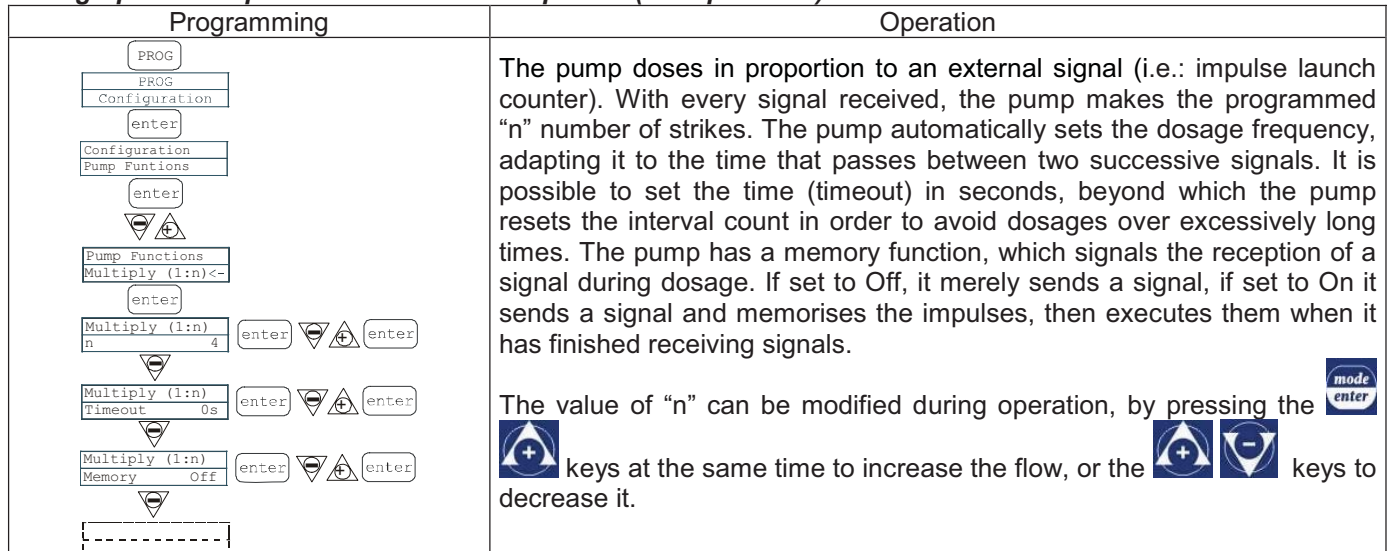 Programming
Operation
PROG
PROG
Configuration
enter
Configuration
Pump Funtions
enter
Pump Functions
Multiply (1:n)<-
enter
Multiply (1:n)
n 4
enter
enter
Multiply (1:n)
Timeout 0s
enter
enter
Multiply (1:n)
Memory Off
enter
enter
The pump doses in proportion to an external signal (i.e.: impulse launch
counter). With every signal received, the pump makes the programmed
“n” number of strikes. The pump automatically sets the dosage frequency,
adapting it to the time that passes between two successive signals. It is
possible to set the time (timeout) in seconds, beyond which the pump
resets the interval count in order to avoid dosages over excessively long
times. The pump has a memory function, which signals the reception of a
signal during dosage. If set to Off, it merely sends a signal, if set to On it
sends a signal and memorises the impulses, then executes them when it
has finished receiving signals.
The value of “n” can be modified during operation, by pressing the mode enter
keys at the same time to increase the flow, or the keys to
decrease it.